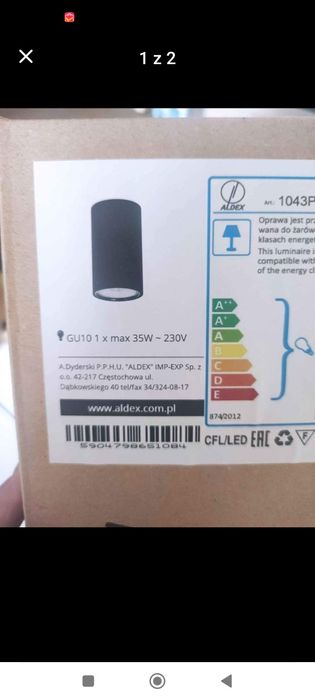 1 z 2
ALDEX
Art.: 1043P
Oprawa jest
wana do żarów
klasach energet
This luminaire is
compatible with
of the energy cl
A++
A+
A
B
C
D
E
874/2012
GU10 1 x max 35W ~ 230V
A.Dyderski P.P.H.U. "ALDEX" IMP-EXP Sp. z
o.o. 42-217 Częstochowa ul.
Dąbkowskiego 40 tel/fax 34/324-08-17
www.aldex.com.pl
5904798651084
CFL/LED EAC F